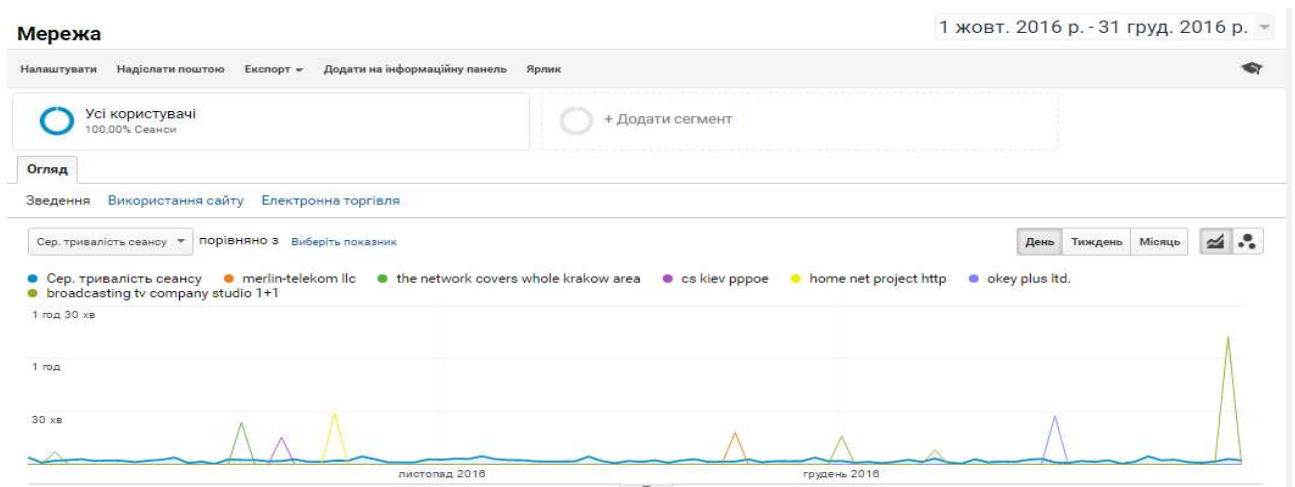 Мережа
1 жовт. 2016 р. - 31 груд. 2016 р.
Налаштувати Надіслати поштою Експорт Додати на інформаційну панель Ярлик
Усі користувачі
100,00% Сеанси
+ Додати сегмент
Огляд
Зведення Використання сайту Електронна торгівля
Сер. тривалість сеансу порівняно з Виберіть показник
День Тиждень Місяць
Сер. тривалість сеансу merlin-telekom llc the network covers whole krakow area cs kiev pppoe home net project http okey plus ltd.
broadcasting tv company studio 1+1
1 год 30 хв
1 год
30 хв
листопад 2016 грудень 2016